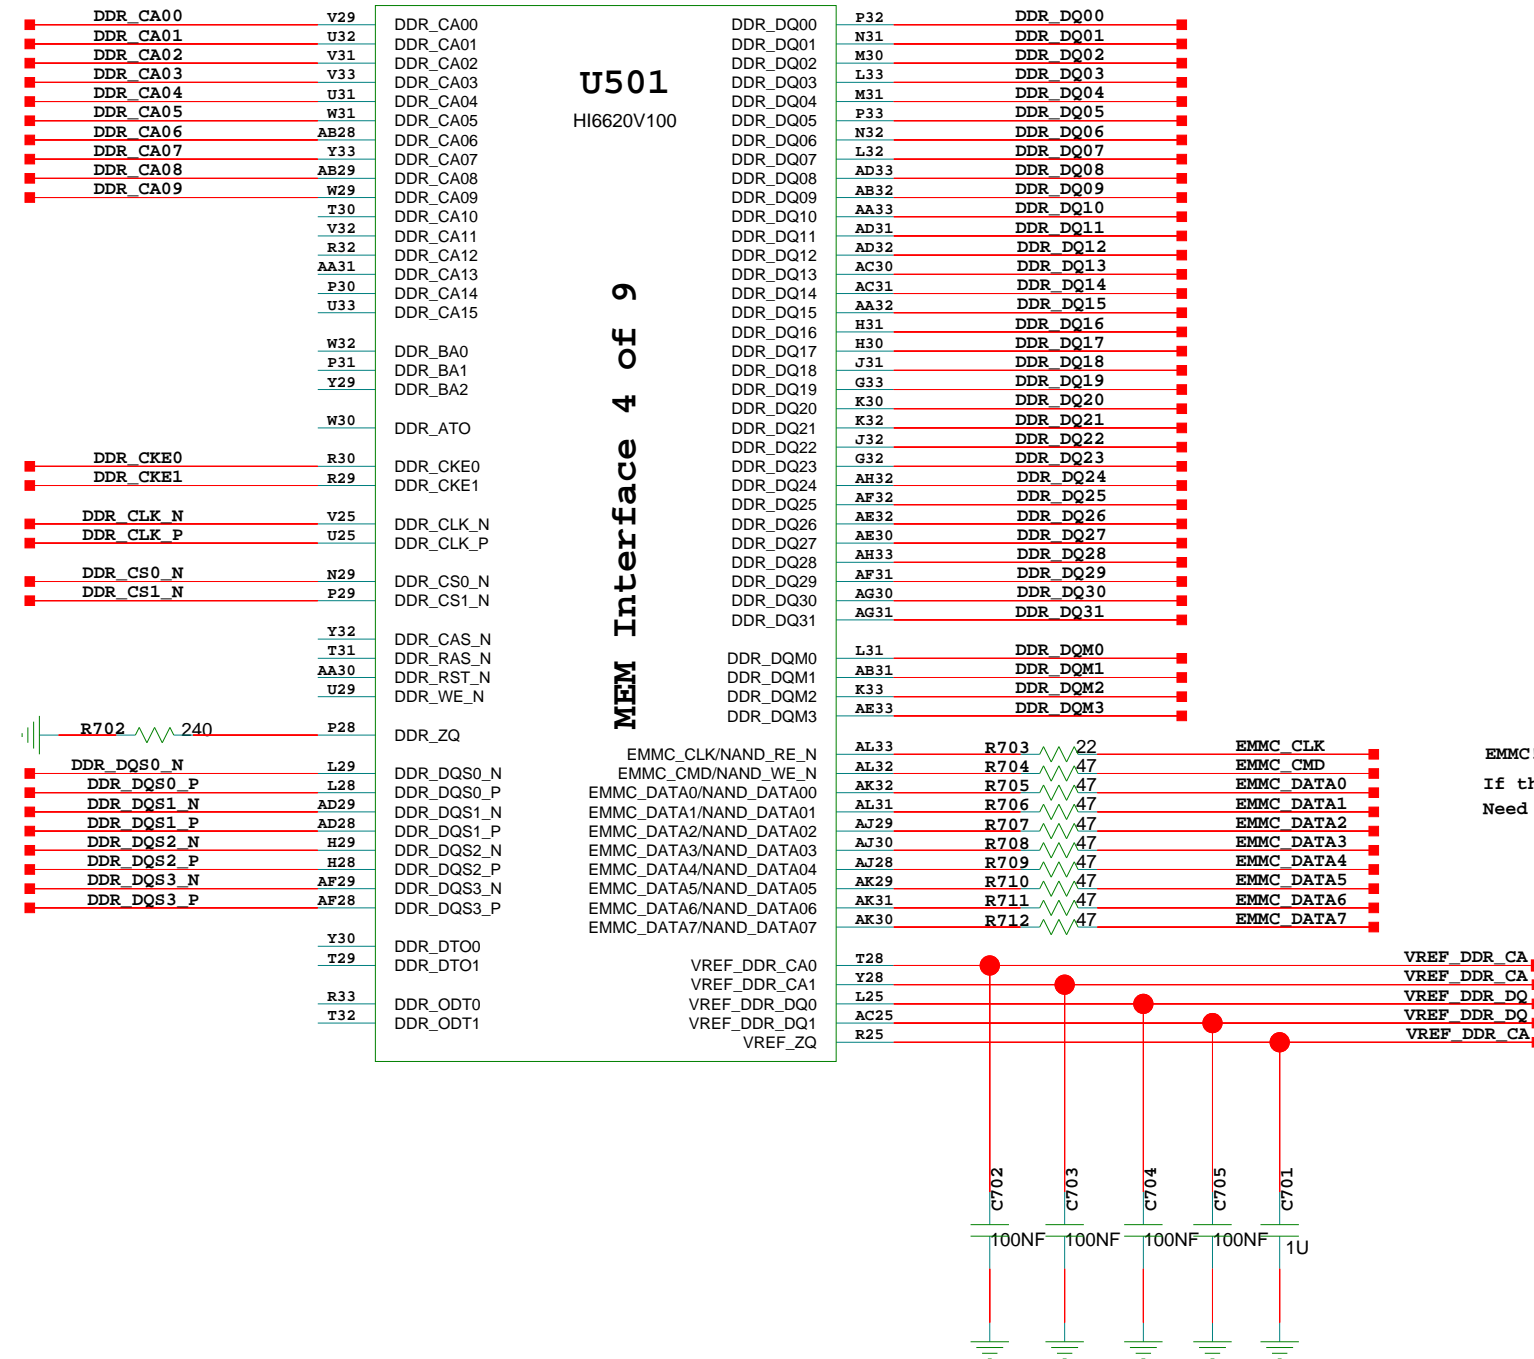 U501
HI6620V100
MEM Interface 4 of 9
DDR_CA00 V29 DDR_CA00
DDR_CA01 U32 DDR_CA01
DDR_CA02 V31 DDR_CA02
DDR_CA03 V33 DDR_CA03
DDR_CA04 U31 DDR_CA04
DDR_CA05 W31 DDR_CA05
DDR_CA06 AB28 DDR_CA06
DDR_CA07 Y33 DDR_CA07
DDR_CA08 AB29 DDR_CA08
DDR_CA09 W29 DDR_CA09
T30 DDR_CA10
V32 DDR_CA11
R32 DDR_CA12
AA31 DDR_CA13
P30 DDR_CA14
U33 DDR_CA15
W32 DDR_BA0
P31 DDR_BA1
Y29 DDR_BA2
W30 DDR_ATO
DDR_CKE0 R30 DDR_CKE0
DDR_CKE1 R29 DDR_CKE1
DDR_CLK_N V25 DDR_CLK_N
DDR_CLK_P U25 DDR_CLK_P
DDR_CS0_N N29 DDR_CS0_N
DDR_CS1_N P29 DDR_CS1_N
Y32 DDR_CAS_N
T31 DDR_RAS_N
AA30 DDR_RST_N
U29 DDR_WE_N
R702 240 P28 DDR_ZQ
DDR_DQS0_N L29 DDR_DQS0_N
DDR_DQS0_P L28 DDR_DQS0_P
DDR_DQS1_N AD29 DDR_DQS1_N
DDR_DQS1_P AD28 DDR_DQS1_P
DDR_DQS2_N H29 DDR_DQS2_N
DDR_DQS2_P H28 DDR_DQS2_P
DDR_DQS3_N AF29 DDR_DQS3_N
DDR_DQS3_P AF28 DDR_DQS3_P
Y30 DDR_DTO0
T29 DDR_DTO1
R33 DDR_ODT0
T32 DDR_ODT1
DDR_DQ00 P32 DDR_DQ00
DDR_DQ01 N31 DDR_DQ01
DDR_DQ02 M30 DDR_DQ02
DDR_DQ03 L33 DDR_DQ03
DDR_DQ04 M31 DDR_DQ04
DDR_DQ05 P33 DDR_DQ05
DDR_DQ06 N32 DDR_DQ06
DDR_DQ07 L32 DDR_DQ07
DDR_DQ08 AD33 DDR_DQ08
DDR_DQ09 AB32 DDR_DQ09
DDR_DQ10 AA33 DDR_DQ10
DDR_DQ11 AD31 DDR_DQ11
DDR_DQ12 AD32 DDR_DQ12
DDR_DQ13 AC30 DDR_DQ13
DDR_DQ14 AC31 DDR_DQ14
DDR_DQ15 AA32 DDR_DQ15
DDR_DQ16 H31 DDR_DQ16
DDR_DQ17 H30 DDR_DQ17
DDR_DQ18 J31 DDR_DQ18
DDR_DQ19 G33 DDR_DQ19
DDR_DQ20 K30 DDR_DQ20
DDR_DQ21 K32 DDR_DQ21
DDR_DQ22 J32 DDR_DQ22
DDR_DQ23 G32 DDR_DQ23
DDR_DQ24 AH32 DDR_DQ24
DDR_DQ25 AF32 DDR_DQ25
DDR_DQ26 AE32 DDR_DQ26
DDR_DQ27 AE30 DDR_DQ27
DDR_DQ28 AH33 DDR_DQ28
DDR_DQ29 AF31 DDR_DQ29
DDR_DQ30 AG30 DDR_DQ30
DDR_DQ31 AG31 DDR_DQ31
DDR_DQM0 L31 DDR_DQM0
DDR_DQM1 AB31 DDR_DQM1
DDR_DQM2 K33 DDR_DQM2
DDR_DQM3 AE33 DDR_DQM3
EMMC_CLK/NAND_RE_N AL33 R703 22 EMMC_CLK
EMMC_CMD/NAND_WE_N AL32 R704 47 EMMC_CMD
EMMC_DATA0/NAND_DATA00 AK32 R705 47 EMMC_DATA0
EMMC_DATA1/NAND_DATA01 AL31 R706 47 EMMC_DATA1
EMMC_DATA2/NAND_DATA02 AJ29 R707 47 EMMC_DATA2
EMMC_DATA3/NAND_DATA03 AJ30 R708 47 EMMC_DATA3
EMMC_DATA4/NAND_DATA04 AJ28 R709 47 EMMC_DATA4
EMMC_DATA5/NAND_DATA05 AK29 R710 47 EMMC_DATA5
EMMC_DATA6/NAND_DATA06 AK31 R711 47 EMMC_DATA6
EMMC_DATA7/NAND_DATA07 AK30 R712 47 EMMC_DATA7
EMMC
If th
Need
VREF_DDR_CA0 T28 VREF_DDR_CA
VREF_DDR_CA1 Y28 VREF_DDR_CA
VREF_DDR_DQ0 L25 VREF_DDR_DQ
VREF_DDR_DQ1 AC25 VREF_DDR_DQ
VREF_ZQ R25 VREF_DDR_CA
C702 C703 C704 C705 C701
100NF 100NF 100NF 100NF 1U